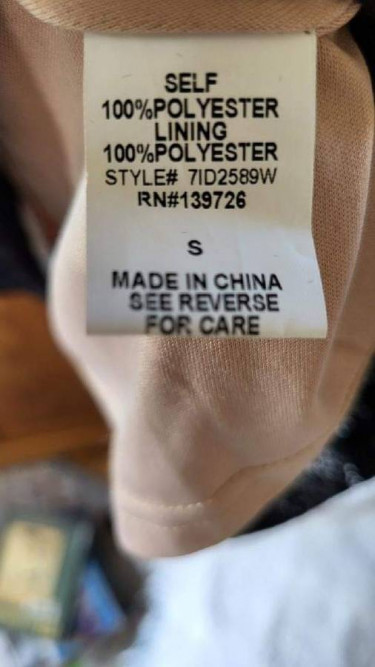 SELF
100%POLYESTER
LINING
100%POLYESTER
STYLE# 7ID2589W
RN#139726
S
MADE IN CHINA
SEE REVERSE
FOR CARE